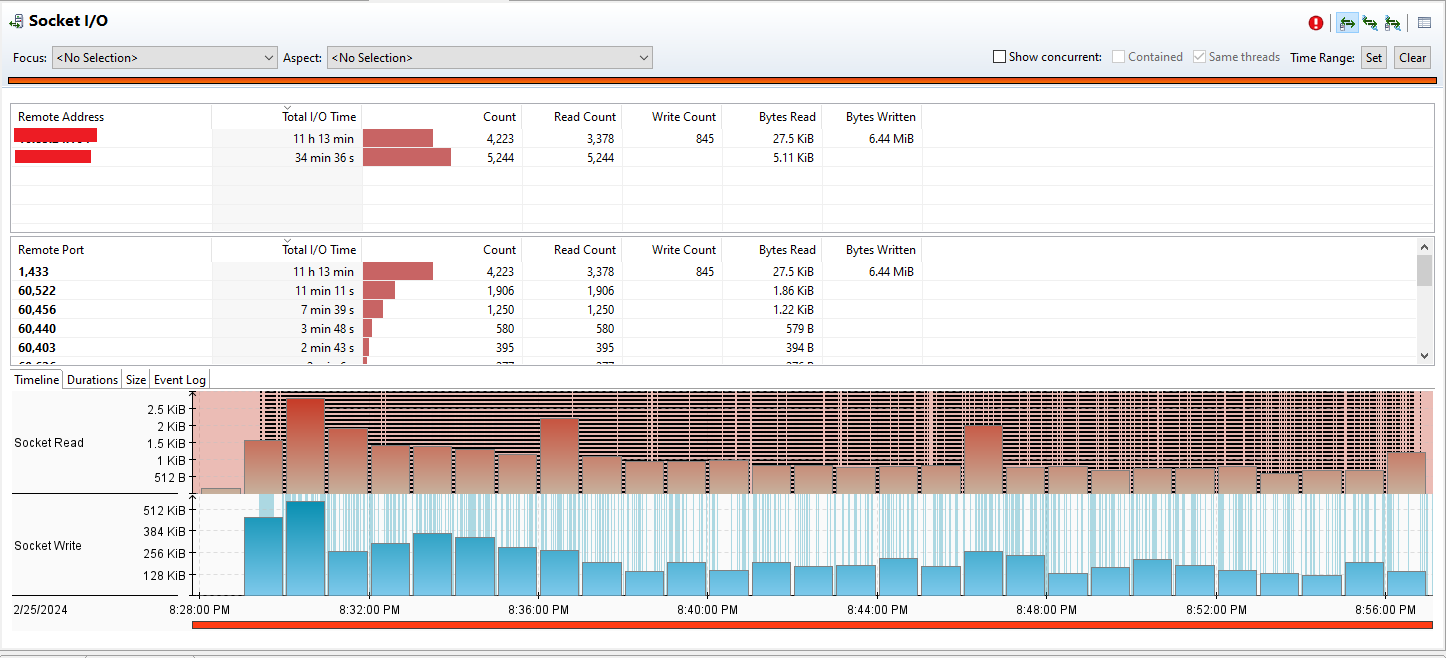 Socket I/O
Focus: <No Selection> Aspect: <No Selection> Show concurrent: Contained Same threads Time Range: Set Clear
Remote Address Total I/O Time Count Read Count Write Count Bytes Read Bytes Written
11 h 13 min 4,223 3,378 845 27.5 KiB 6.44 MiB
34 min 36 s 5,244 5,244 5.11 KiB
Remote Port Total I/O Time Count Read Count Write Count Bytes Read Bytes Written
1,433 11 h 13 min 4,223 3,378 845 27.5 KiB 6.44 MiB
60,522 11 min 11 s 1,906 1,906 1.86 KiB
60,456 7 min 39 s 1,250 1,250 1.22 KiB
60,440 3 min 48 s 580 580 579 B
60,403 2 min 43 s 395 395 394 B
Timeline Durations Size Event Log
2.5 KiB
2 KiB
Socket Read 1.5 KiB
1 KiB
512 B
512 KiB
384 KiB
Socket Write 256 KiB
128 KiB
2/25/2024 8:28:00 PM 8:32:00 PM 8:36:00 PM 8:40:00 PM 8:44:00 PM 8:48:00 PM 8:52:00 PM 8:56:00 PM